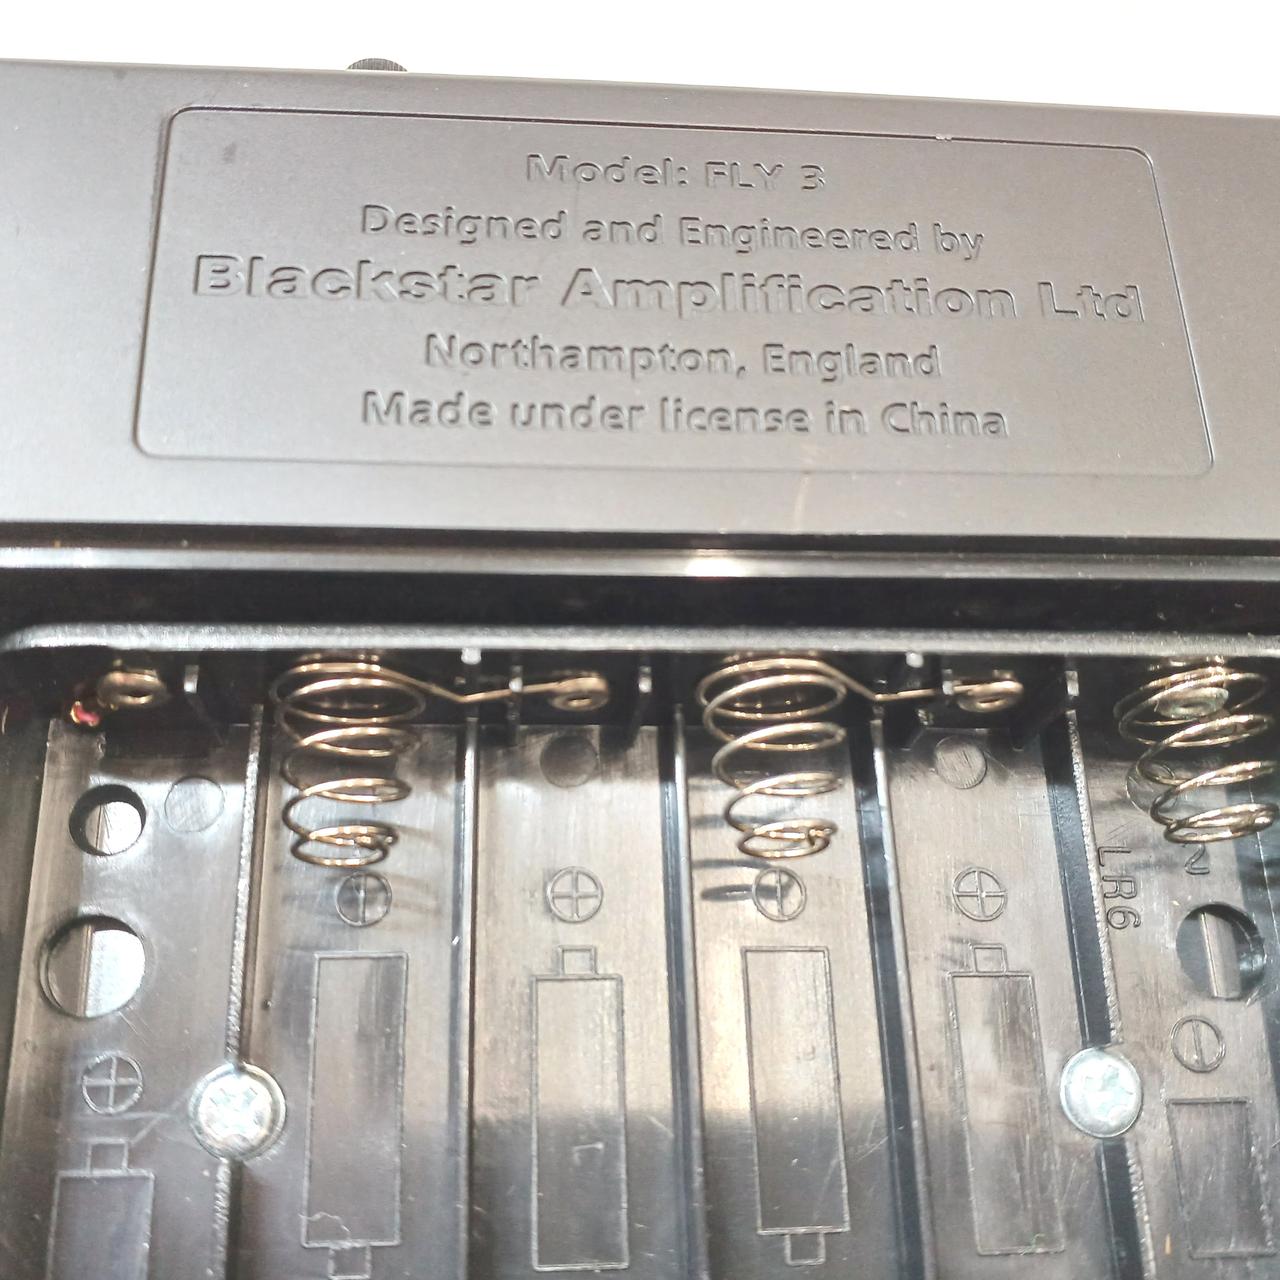 Model: FLY 3
Designed and Engineered by
Blackstar Amplification Ltd
Northampton, England
Made under license in China
LR6